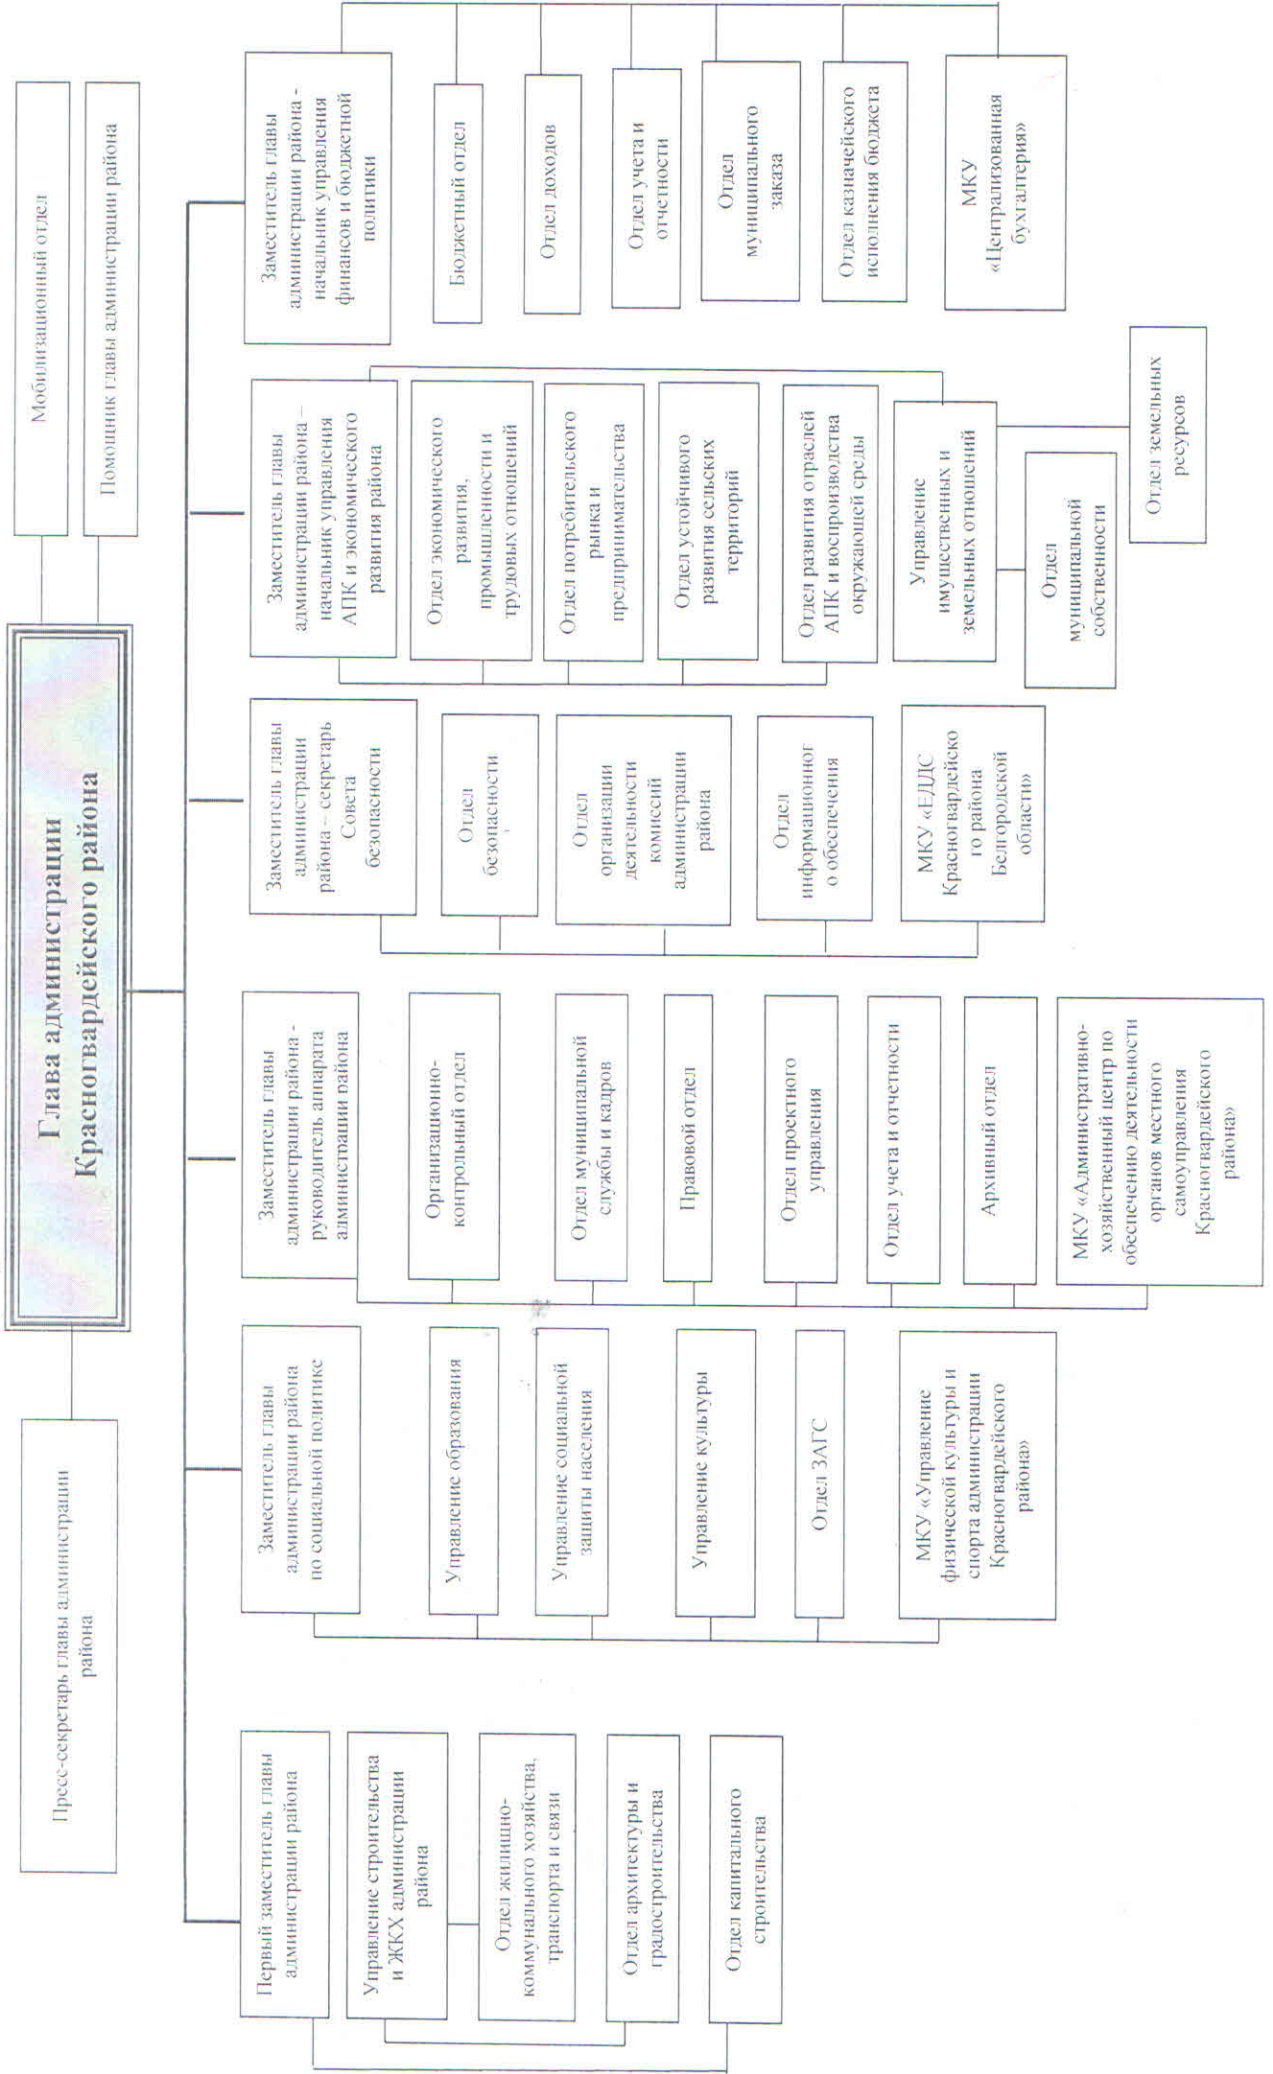 Глава администрации
Красногвардейского района
Пресс-секретарь главы администрации
района
Мобилизационный отдел
Помощник главы администрации района
Первый заместитель главы
администрации района
Управление строительства
и ЖКХ администрации
района
Отдел жилищно-
коммунального хозяйства,
транспорта и связи
Отдел архитектуры и
градостроительства
Отдел капитального
строительства
Заместитель главы
администрации района
по социальной политике
Управление образования
Управление социальной
защиты населения
Управление культуры
Отдел ЗАГС
МКУ «Управление
физической культуры и
спорта администрации
Красногвардейского
района»
Заместитель главы
администрации района -
руководитель аппарата
администрации района
Организационно-
контрольный отдел
Отдел муниципальной
службы и кадров
Правовой отдел
Отдел проектного
управления
Отдел учета и отчетности
Архивный отдел
МКУ «Административно-
хозяйственный центр по
обеспечению деятельности
органов местного
самоуправления
Красногвардейского
района»
Заместитель главы
администрации
района – секретарь
Совета
безопасности
Отдел
безопасности
Отдел
организации
деятельности
комиссий
администрации
района
Отдел
информационног
о обеспечения
МКУ «ЕДДС
Красногвардейско
го района
Белгородской
области»
Заместитель главы
администрации района –
начальник управления
АПК и экономического
развития района
Отдел экономического
развития,
промышленности и
трудовых отношений
Отдел потребительского
рынка и
предпринимательства
Отдел устойчивого
развития сельских
территорий
Отдел развития отраслей
АПК и воспроизводства
окружающей среды
Управление
имущественных и
земельных отношений
Отдел
муниципальной
собственности
Отдел земельных
ресурсов
Заместитель главы
администрации района -
начальник управления
финансов и бюджетной
политики
Бюджетный отдел
Отдел доходов
Отдел учета и
отчетности
Отдел
муниципального
заказа
Отдел казначейского
исполнения бюджета
МКУ
«Централизованная
бухгалтерия»